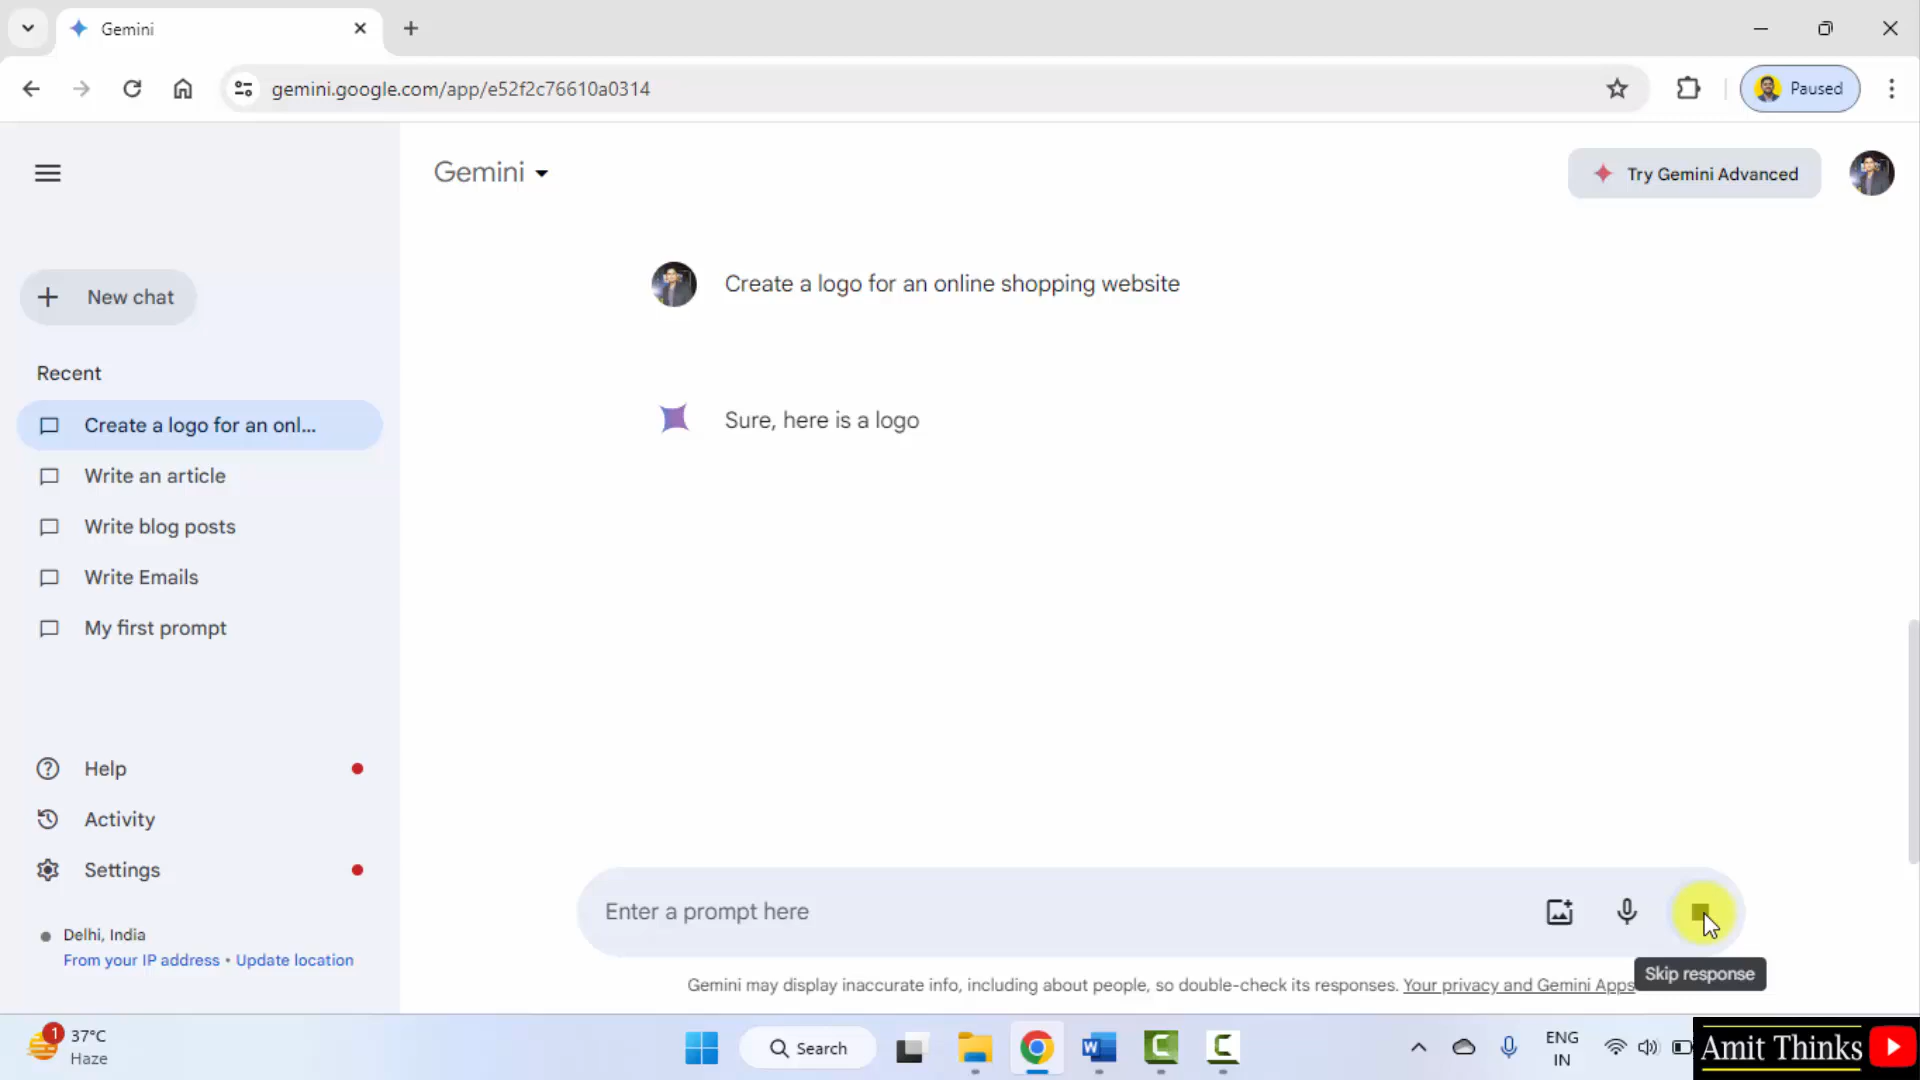 Gemini
gemini.google.com/app/e52f2c76610a0314
Paused
Gemini
Try Gemini Advanced
New chat
Recent
Create a logo for an onl...
Write an article
Write blog posts
Write Emails
My first prompt
Help
Activity
Settings
Delhi, India
From your IP address • Update location
Create a logo for an online shopping website
Sure, here is a logo
Enter a prompt here
Skip response
Gemini may display inaccurate info, including about people, so double-check its responses. Your privacy and Gemini Apps
1
37°C
Haze
Search
ENG
IN
Amit Thinks